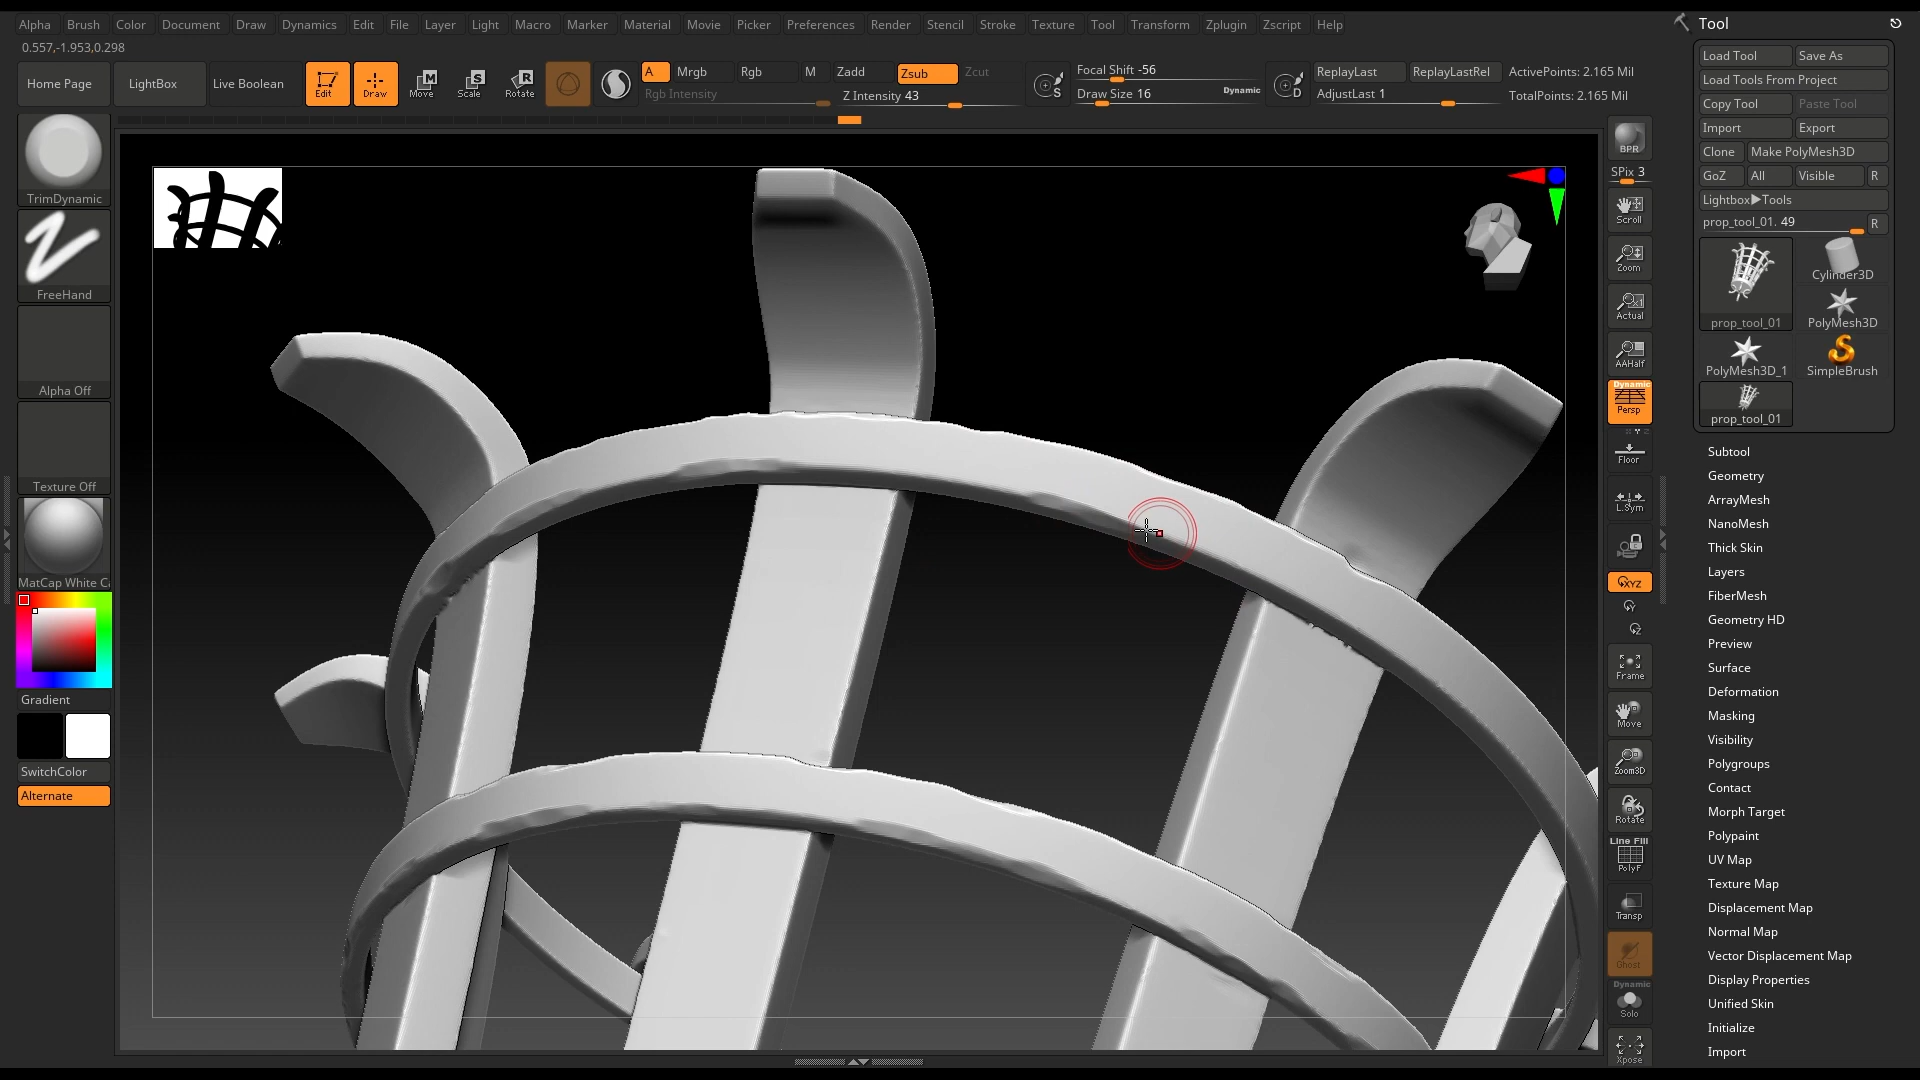 Alpha Brush Color Document Draw Dynamics Edit File Layer Light Macro Marker Material Movie Picker Preferences Render Stencil Stroke Texture Tool Transform Zplugin Zscript Help
Tool
0.557,-1.953,0.298
Home Page LightBox Live Boolean Edit Draw Move Scale Rotate
A Mrgb Rgb M Zadd Zsub Zcut
Rgb Intensity Z Intensity 43
Focal Shift -56
Draw Size 16 Dynamic
ReplayLast ReplayLastRel
AdjustLast 1
ActivePoints: 2.165 Mil
TotalPoints: 2.165 Mil
TrimDynamic
FreeHand
Alpha Off
Texture Off
MatCap White C
Gradient
SwitchColor
Alternate
BPR
SPix 3
Scroll
Zoom
Actual
AAHalf
Dynamic
Persp
Floor
L.Sym
XYZ
Y
Z
Frame
Move
Zoom3D
Rotate
Line Fill
PolyF
Transp
Ghost
Dynamic
Solo
Xpose
Load Tool Save As
Load Tools From Project
Copy Tool Paste Tool
Import Export
Clone Make PolyMesh3D
GoZ All Visible R
Lightbox▶Tools
prop_tool_01. 49 R
prop_tool_01
Cylinder3D
PolyMesh3D
PolyMesh3D_1
SimpleBrush
prop_tool_01
Subtool
Geometry
ArrayMesh
NanoMesh
Thick Skin
Layers
FiberMesh
Geometry HD
Preview
Surface
Deformation
Masking
Visibility
Polygroups
Contact
Morph Target
Polypaint
UV Map
Texture Map
Displacement Map
Normal Map
Vector Displacement Map
Display Properties
Unified Skin
Initialize
Import